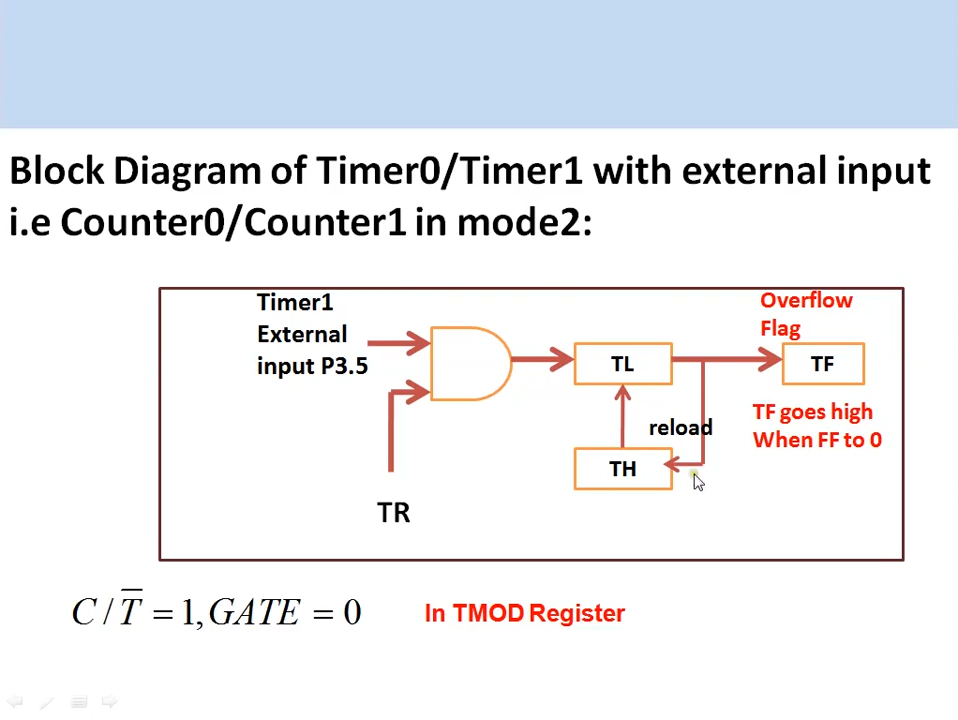 Block Diagram of Timer0/Timer1 with external input
i.e Counter0/Counter1 in mode2:
Timer1
External
input P3.5
TR
TL
reload
TH
Overflow
Flag
TF
TF goes high
When FF to 0
C / T̅ = 1, GATE = 0
In TMOD Register